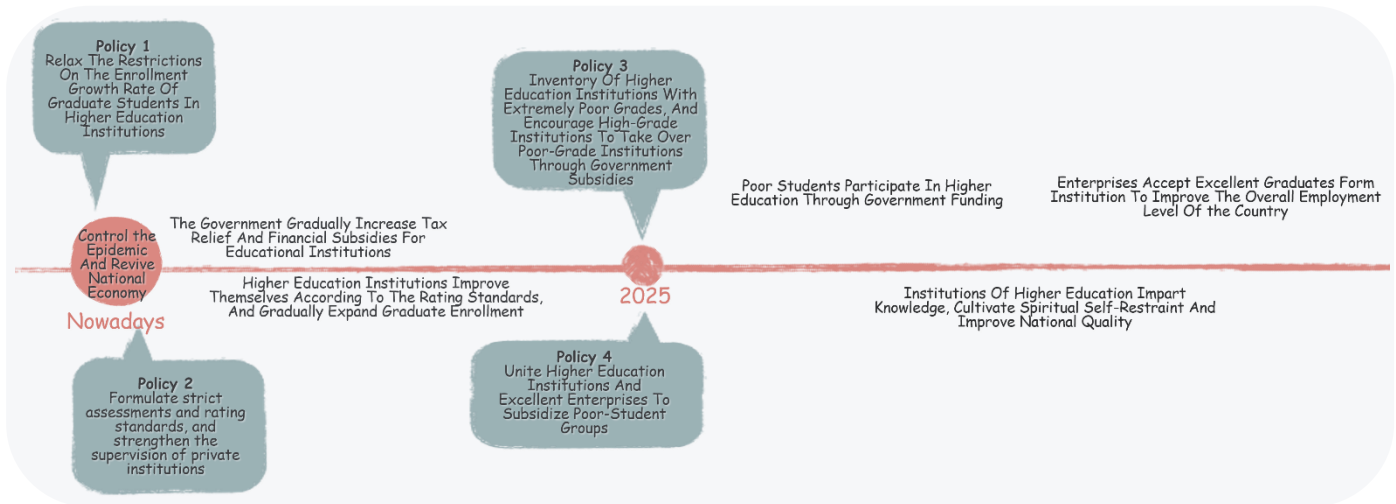 Policy 1
Relax The Restrictions
On The Enrollment
Growth Rate Of
Graduate Students In
Higher Education
Institutions
Control the
Epidemic
And Revive
National
Economy
Nowadays
Policy 2
Formulate strict
assessments and rating
standards, and
strengthen the
supervision of private
institutions
The Government Gradually Increase Tax
Relief And Financial Subsidies For
Educational Institutions
Higher Education Institutions Improve
Themselves According To The Rating Standards,
And Gradually Expand Graduate Enrollment
Policy 3
Inventory Of Higher
Education Institutions With
Extremely Poor Grades, And
Encourage High-Grade
Institutions To Take Over
Poor-Grade Institutions
Through Government
Subsidies
2025
Policy 4
Unite Higher Education
Institutions And
Excellent Enterprises To
Subsidize Poor-Student
Groups
Poor Students Participate In Higher
Education Through Government Funding
Enterprises Accept Excellent Graduates Form
Institution To Improve The Overall Employment
Level Of the Country
Institutions Of Higher Education Impart
Knowledge, Cultivate Spiritual Self-Restraint And
Improve National Quality